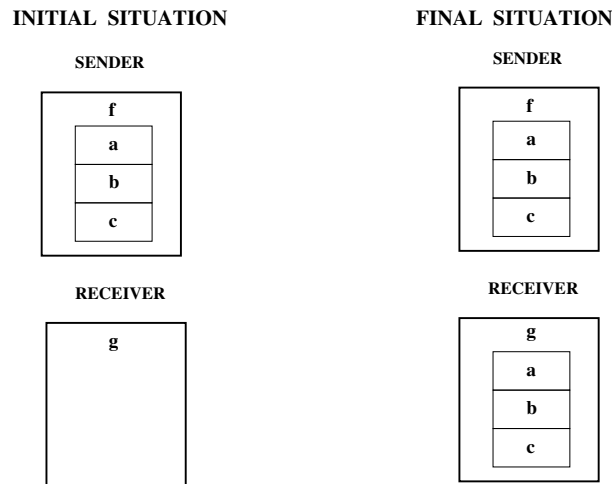 INITIAL SITUATION
SENDER
f
a
b
c
RECEIVER
g
FINAL SITUATION
SENDER
f
a
b
c
RECEIVER
g
a
b
c